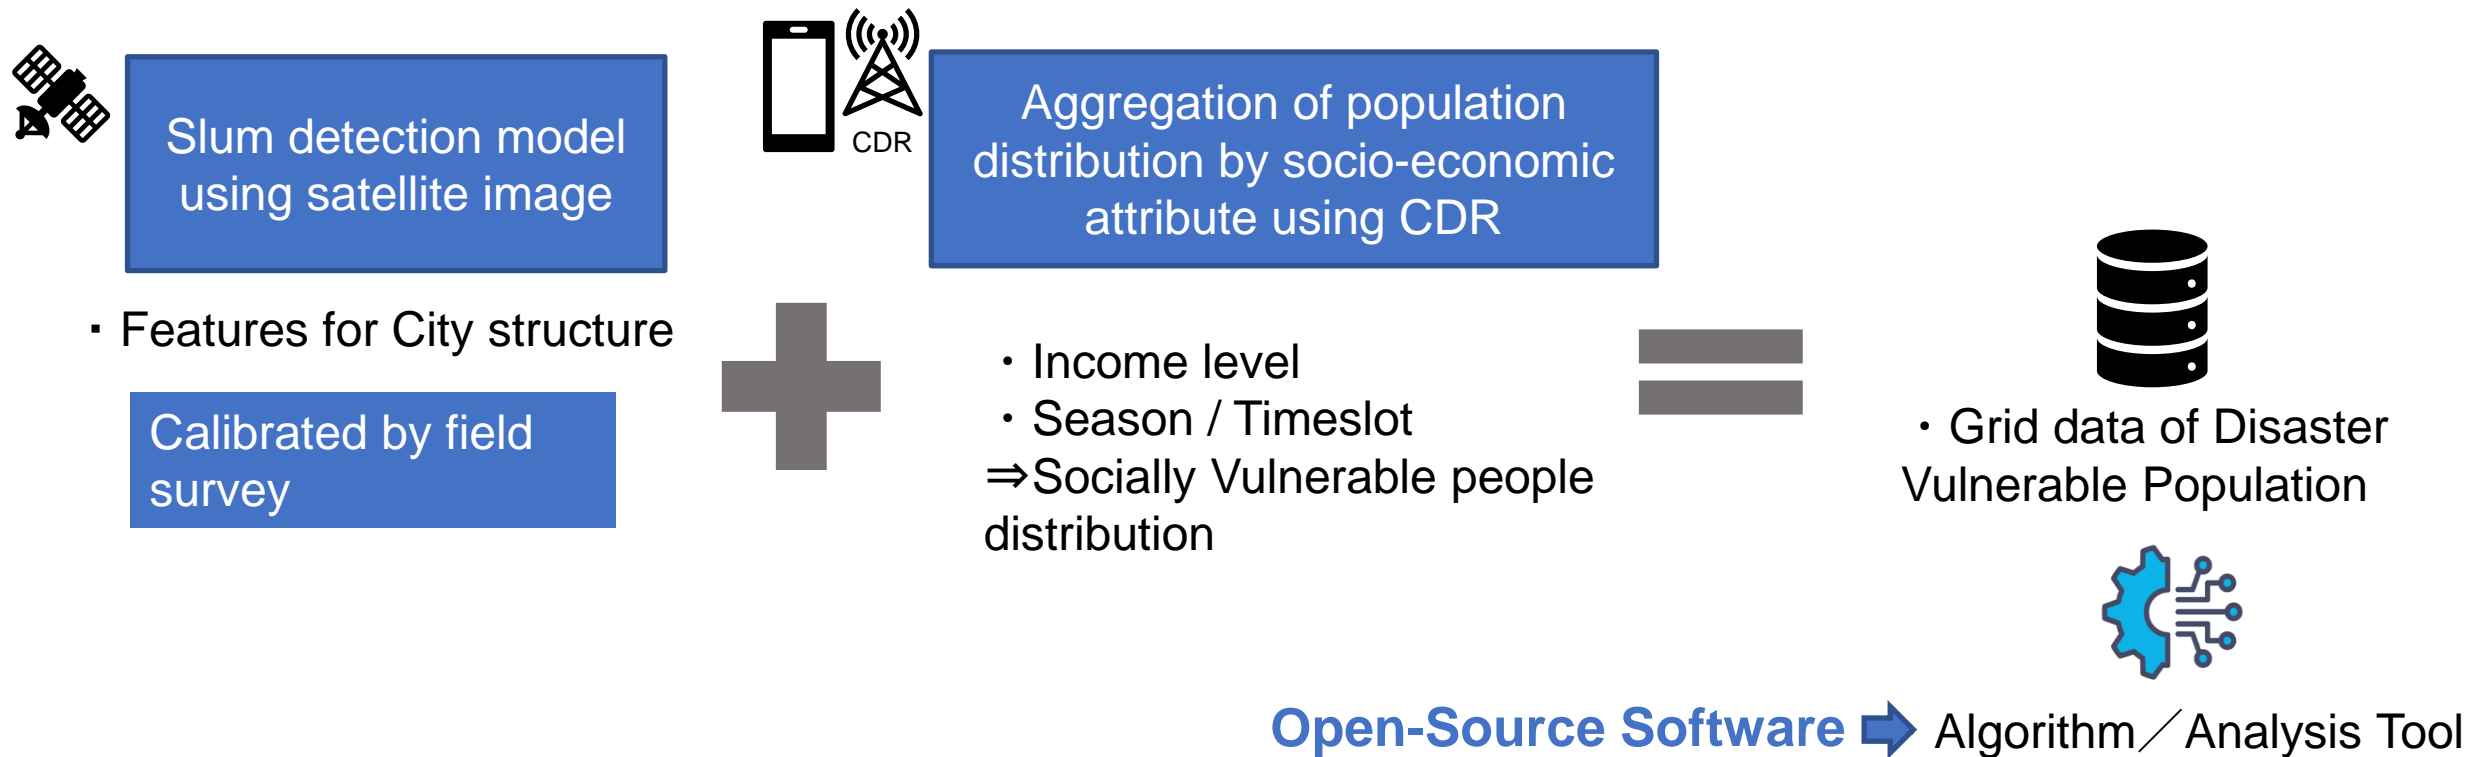 Slum detection model
using satellite image
・Features for City structure
Calibrated by field
survey
CDR
Aggregation of population
distribution by socio-economic
attribute using CDR
・Income level
・Season / Timeslot
⇒Socially Vulnerable people
distribution
・Grid data of Disaster
Vulnerable Population
Open-Source Software
Algorithm／Analysis Tool